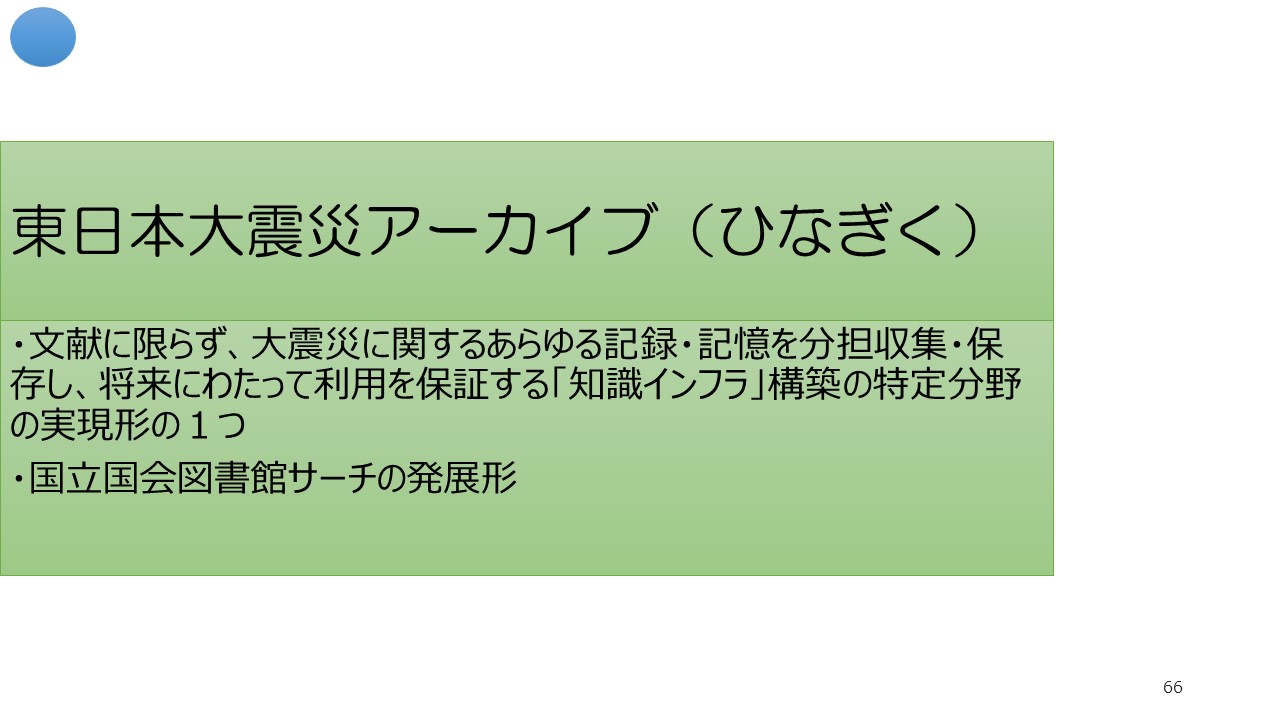 東日本大震災アーカイブ（ひなぎく）
・文献に限らず、大震災に関するあらゆる記録・記憶を分担収集・保
存し、将来にわたって利用を保証する「知識インフラ」構築の特定分野
の実現形の１つ
・国立国会図書館サーチの発展形
66